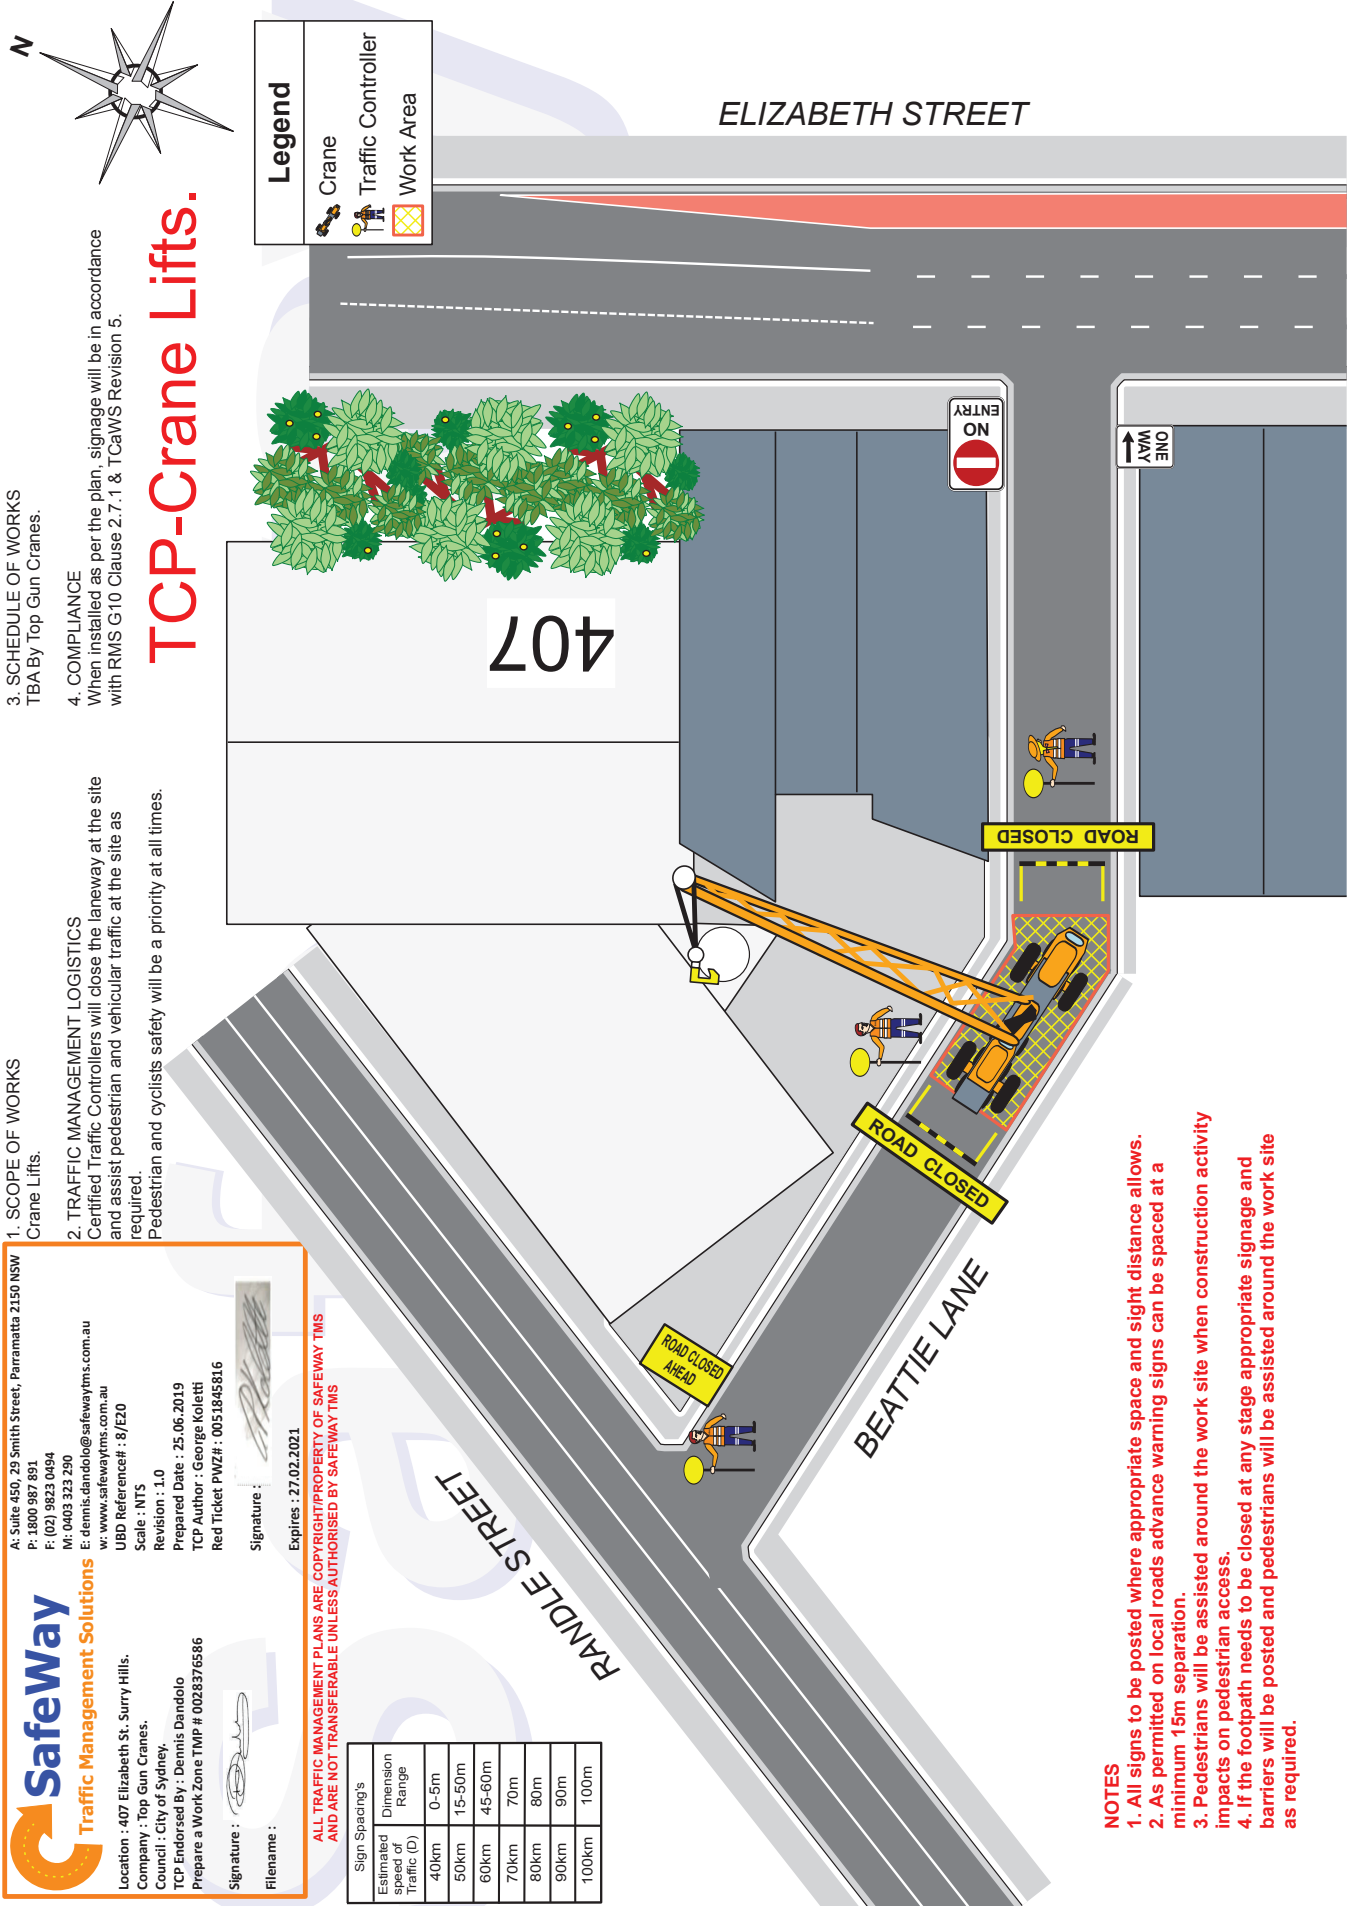 SafeWay
Traffic Management Solutions
Location : 407 Elizabeth St. Surry Hills.
Company : Top Gun Cranes.
Council : City of Sydney.
TCP Endorsed By : Dennis Dandolo
Prepare a Work Zone TMP # 0028376586
Signature :
Filename :
A: Suite 450, 29 Smith Street, Parramatta 2150 NSW
P: 1800 987 891
F: (02) 9823 0494
M: 0403 323 290
E: dennis.dandolo@safewaytms.com.au
w: www.safewaytms.com.au
UBD Reference# : 8/E20
Scale : NTS
Revision : 1.0
Prepared Date : 25.06.2019
TCP Author : George Koletti
Red Ticket PWZ# : 0051845816
Signature :
Expires : 27.02.2021
ALL TRAFFIC MANAGEMENT PLANS ARE COPYRIGHT/PROPERTY OF SAFEWAY TMS
AND ARE NOT TRANSFERABLE UNLESS AUTHORISED BY SAFEWAY TMS
1. SCOPE OF WORKS
Crane Lifts.
2. TRAFFIC MANAGEMENT LOGISTICS
Certified Traffic Controllers will close the laneway at the site
and assist pedestrian and vehicular traffic at the site as
required.
Pedestrian and cyclists safety will be a priority at all times.
3. SCHEDULE OF WORKS
TBA By Top Gun Cranes.
4. COMPLIANCE
When installed as per the plan, signage will be in accordance
with RMS G10 Clause 2.7.1 & TCaWS Revision 5.
TCP-Crane Lifts.
N
Legend
Crane
Traffic Controller
Work Area
Sign Spacing's
Estimated speed of Traffic (D) Dimension Range
40km 0-5m
50km 15-50m
60km 45-60m
70km 70m
80km 80m
90km 90m
100km 100m
RANDLE STREET
BEATTIE LANE
ELIZABETH STREET
407
ROAD CLOSED
AHEAD
ROAD CLOSED
ROAD CLOSED
NO
ENTRY
ONE
WAY
NOTES
1. All signs to be posted where appropriate space and sight distance allows.
2. As permitted on local roads advance warning signs can be spaced at a
minimum 15m separation.
3. Pedestrians will be assisted around the work site when construction activity
impacts on pedestrian access.
4. If the footpath needs to be closed at any stage appropriate signage and
barriers will be posted and pedestrians will be assisted around the work site
as required.